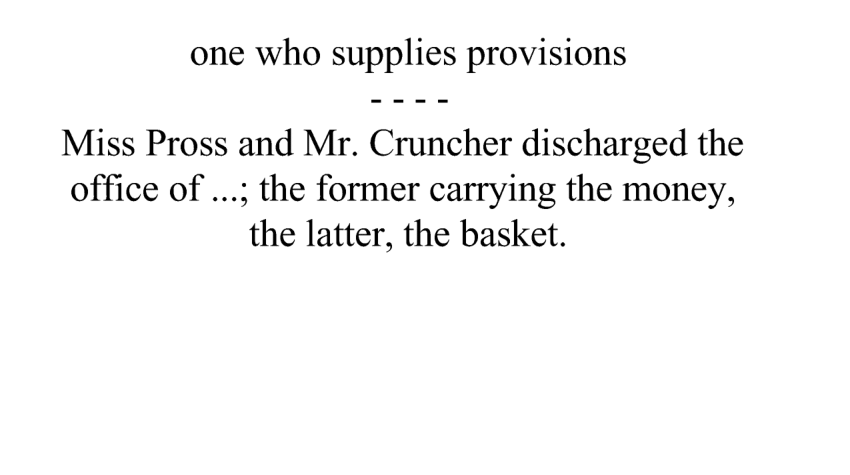 one who supplies provisions
- - - -
Miss Pross and Mr. Cruncher discharged the
office of ...; the former carrying the money,
the latter, the basket.